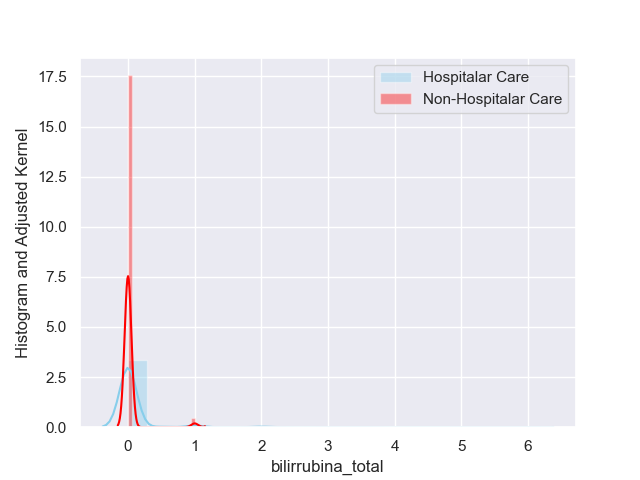 Hospitalar Care
Non-Hospitalar Care
Histogram and Adjusted Kernel
17.5
15.0
12.5
10.0
7.5
5.0
2.5
0.0
0 1 2 3 4 5 6
bilirrubina_total